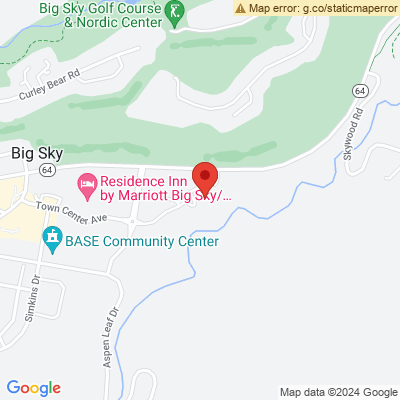 Map error: g.co/staticmaperror
Big Sky Golf Course
& Nordic Center
Curley Bear Rd
64
Skywood Rd
Big Sky
64
Residence Inn
by Marriott Big Sky/...
Town Center Ave
BASE Community Center
Simkins Dr
Aspen Leaf Dr
Google
Map data ©2024 Google